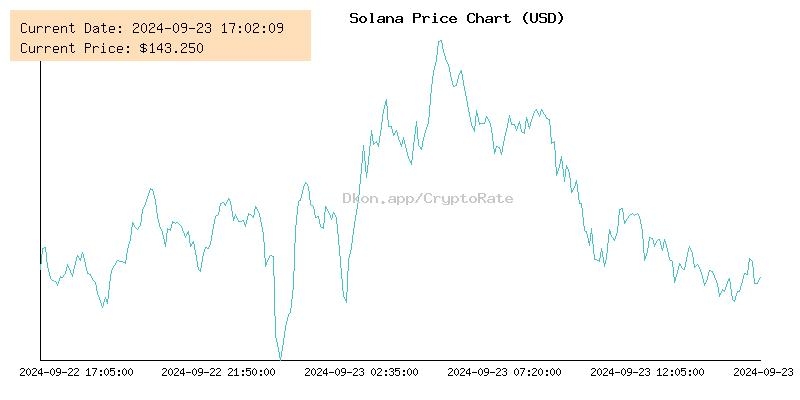 Solana Price Chart (USD)
Current Date: 2024-09-23 17:02:09
Current Price: $143.250
Dkon.app/CryptoRate
2024-09-22 17:05:00 2024-09-22 21:50:00 2024-09-23 02:35:00 2024-09-23 07:20:00 2024-09-23 12:05:00 2024-09-23